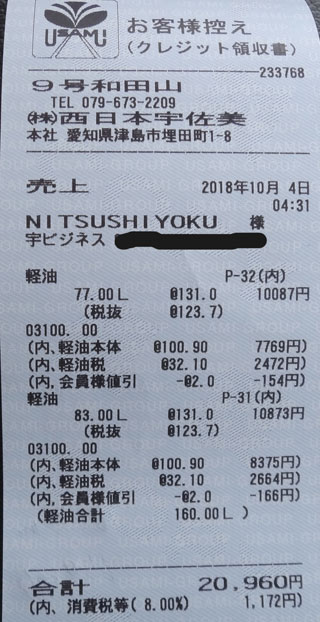 USAMI
お客様控え
(クレジット領収書)
233768
9号和田山
TEL 079-673-2209
(株)西日本宇佐美
本社 愛知県津島市埋田町1-8
売上 2018年10月 4日
04:31
NITSUSHIYOKU 様
宇ビジネス
軽油 P-32(内)
77.00L @131.0 10087円
(税抜 @123.7)
03100. 00
(内,軽油本体 @100.90 7769円)
(内,軽油税 @32.10 2472円)
(内,会員様値引 -@2.0 -154円)
軽油 P-31(内)
83.00L @131.0 10873円
(税抜 @123.7)
03100. 00
(内,軽油本体 @100.90 8375円)
(内,軽油税 @32.10 2664円)
(内,会員様値引 -@2.0 -166円)
(軽油合計 160.00L )
合計 20,960円
(内、消費税等( 8.00%) 1,172円)